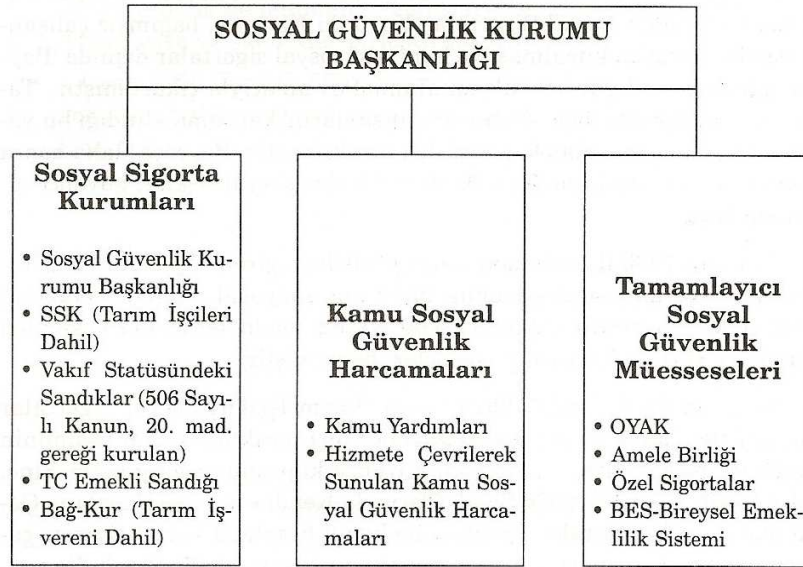 SOSYAL GÜVENLİK KURUMU
BAŞKANLIĞI
Sosyal Sigorta
Kurumları
• Sosyal Güvenlik Ku-
rumu Başkanlığı
• SSK (Tarım İşçileri
Dahil)
• Vakıf Statüsündeki
Sandıklar (506 Sayı-
lı Kanun, 20. mad.
gereği kurulan)
• TC Emekli Sandığı
• Bağ-Kur (Tarım İş-
vereni Dahil)
Kamu Sosyal
Güvenlik
Harcamaları
• Kamu Yardımları
• Hizmete Çevrilerek
Sunulan Kamu Sos-
yal Güvenlik Harca-
maları
Tamamlayıcı
Sosyal
Güvenlik
Müesseseleri
• OYAK
• Amele Birliği
• Özel Sigortalar
• BES-Bireysel Emek-
lilik Sistemi